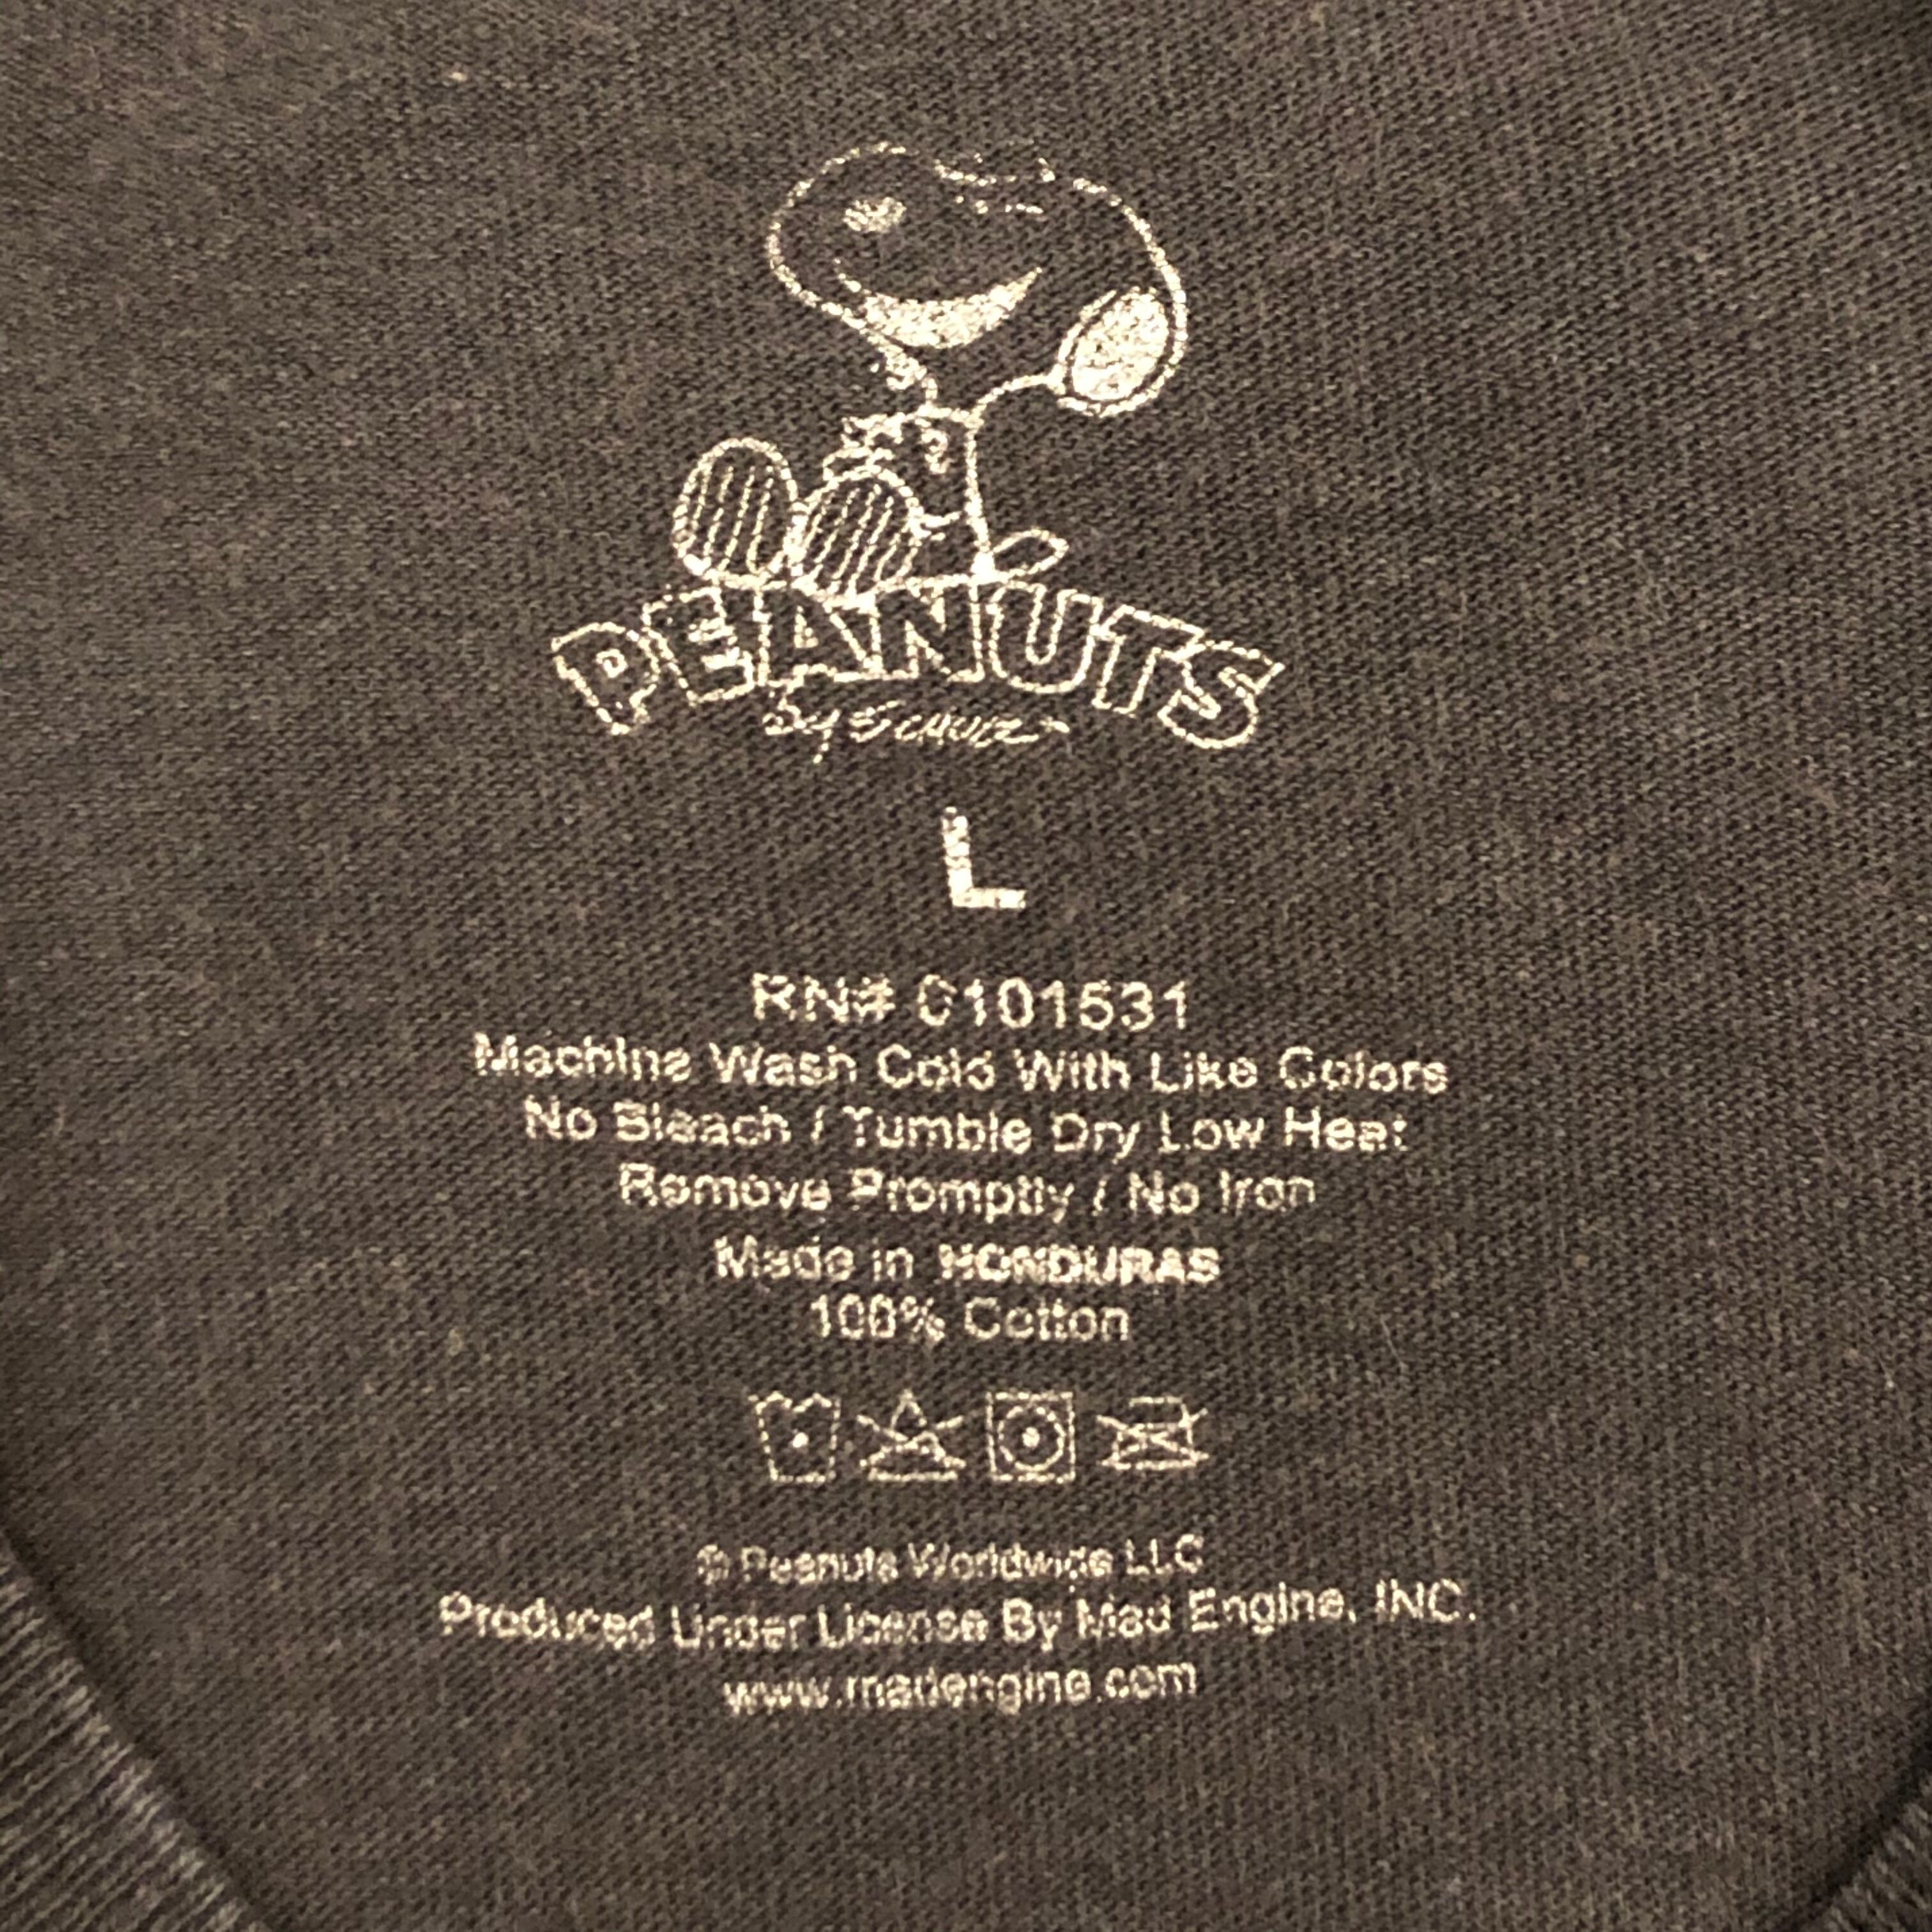 PEANUTS
by SCHULZ
L
RN# 0101531
Machine Wash Cold With Like Colors
No Bleach / Tumble Dry Low Heat
Remove Promptly / No Iron
Made in HONDURAS
100% Cotton
© Peanuts Worldwide LLC
Produced Under License By Mad Engine, INC.
www.madengine.com